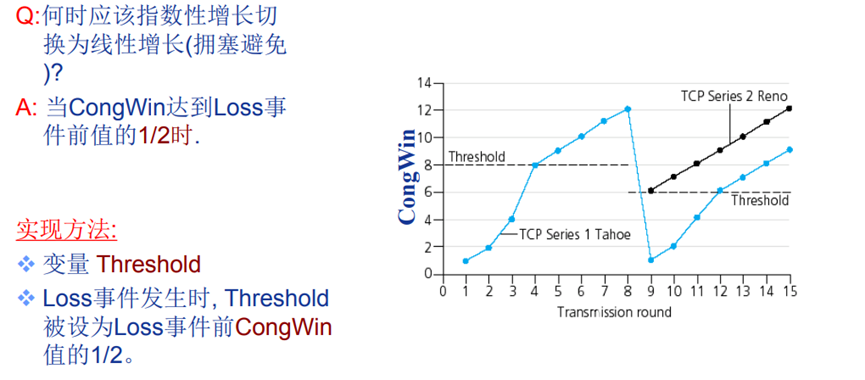 Q:何时应该指数性增长切
换为线性增长(拥塞避免
)?
A: 当CongWin达到Loss事
件前值的1/2时.
实现方法:
❖ 变量 Threshold
❖ Loss事件发生时, Threshold
被设为Loss事件前CongWin
值的1/2。
CongWin
14
12
10
8
6
4
2
0
Threshold
TCP Series 1 Tahoe
TCP Series 2 Reno
Threshold
0 1 2 3 4 5 6 7 8 9 10 11 12 13 14 15
Transmission round